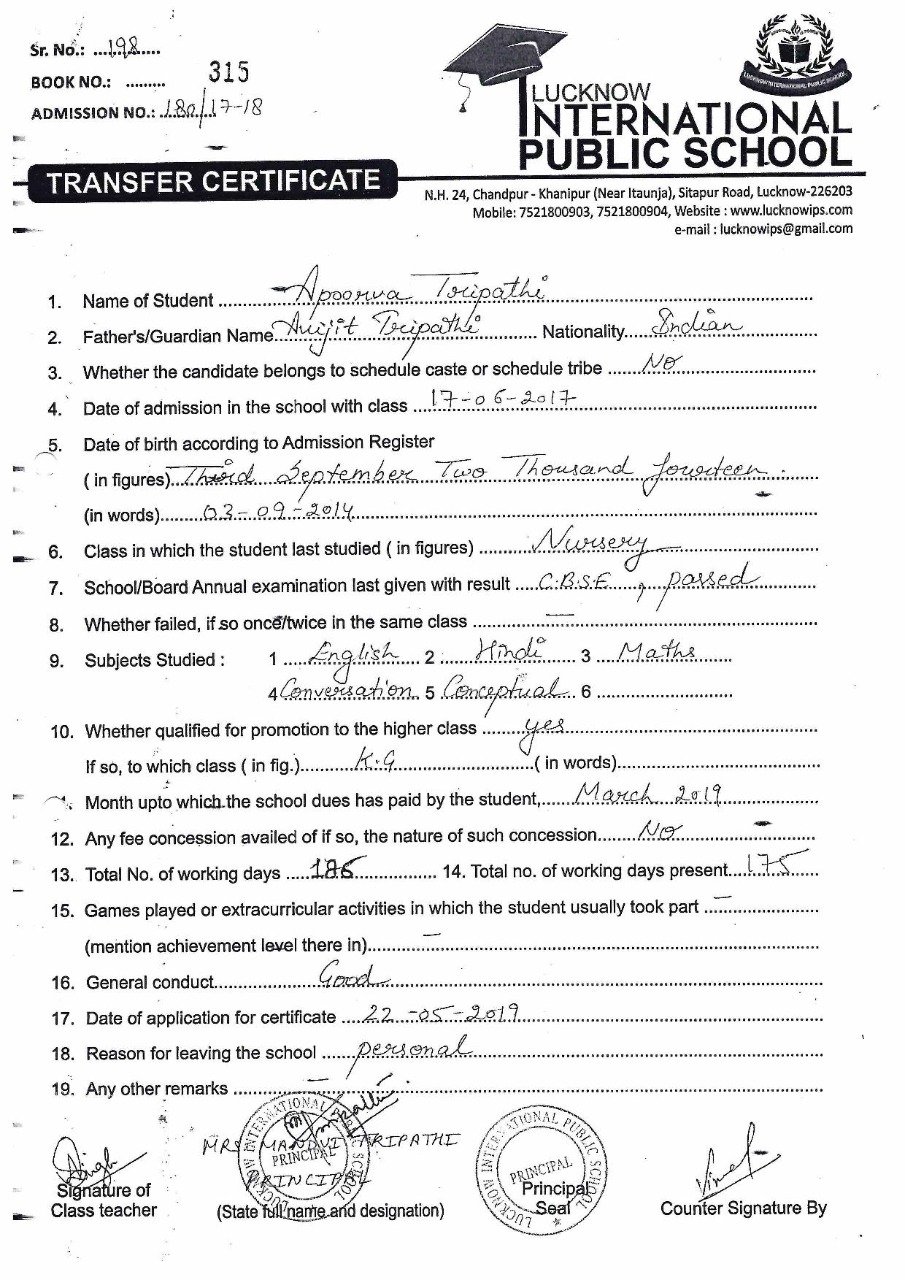 Sr. No.: ...198.....
BOOK NO.: ......... 315
ADMISSION NO.: 180/17-18
LUCKNOW INTERNATIONAL PUBLIC SCHOOL
LUCKNOW
INTERNATIONAL
PUBLIC SCHOOL
TRANSFER CERTIFICATE
N.H. 24, Chandpur - Khanipur (Near Itaunja), Sitapur Road, Lucknow-226203
Mobile: 7521800903, 7521800904, Website : www.lucknowips.com
e-mail : lucknowips@gmail.com
1. Name of Student ..... Apoorva Tripathi .....
2. Father's/Guardian Name ... Avijit Tripathi ..... Nationality..... Indian
3. Whether the candidate belongs to schedule caste or schedule tribe ..... NO .....
4. Date of admission in the school with class .... 17-06-2017 .....
5. Date of birth according to Admission Register
( in figures)... Third September Two Thousand fourteen .
(in words)........ 03-09-2014 .....
6. Class in which the student last studied ( in figures) ..... Nursery .....
7. School/Board Annual examination last given with result .... C.B.S.E , passed .....
8. Whether failed, if so once/twice in the same class ..... — .....
9. Subjects Studied : 1 ..... English ..... 2 ..... Hindi ..... 3 ... Maths .....
4 Conversation .. 5 Conceptual .. 6 .....
10. Whether qualified for promotion to the higher class ..... yes .....
If so, to which class ( in fig.)..... K.G .....( in words).....
Month upto which the school dues has paid by the student,..... March 2019 .....
12. Any fee concession availed of if so, the nature of such concession..... NO .....
13. Total No. of working days ..... 186 ..... 14. Total no. of working days present.... 175 .....
15. Games played or extracurricular activities in which the student usually took part ... — .....
(mention achievement level there in)..... — .....
16. General conduct..... Good .....
17. Date of application for certificate .... 22-05-2019 .....
18. Reason for leaving the school ..... personal .....
19. Any other remarks ..... — .....
MRS MANDVI TRIPATHI
PRINCIPAL
LUCKNOW INTERNATIONAL PUBLIC SCHOOL
PRINCIPAL
LUCKNOW INTERNATIONAL PUBLIC SCHOOL
PRINCIPAL
Singh
Signature of
Class teacher
(State full name and designation)
Principal
Seal
Counter Signature By